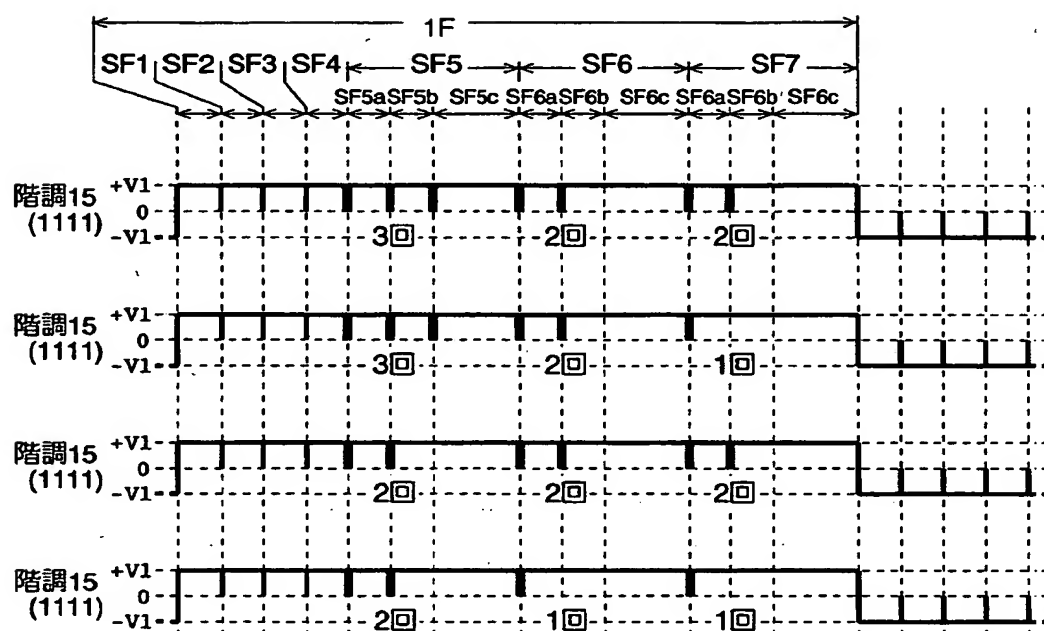 1F
SF1 SF2 SF3 SF4 SF5 SF6 SF7
SF5a SF5b SF5c SF6a SF6b SF6c SF6a SF6b SF6c
階調15 (1111) +V1 0 -V1
3回 2回 2回
階調15 (1111) +V1 0 -V1
3回 2回 1回
階調15 (1111) +V1 0 -V1
2回 2回 2回
階調15 (1111) +V1 0 -V1
2回 1回 1回